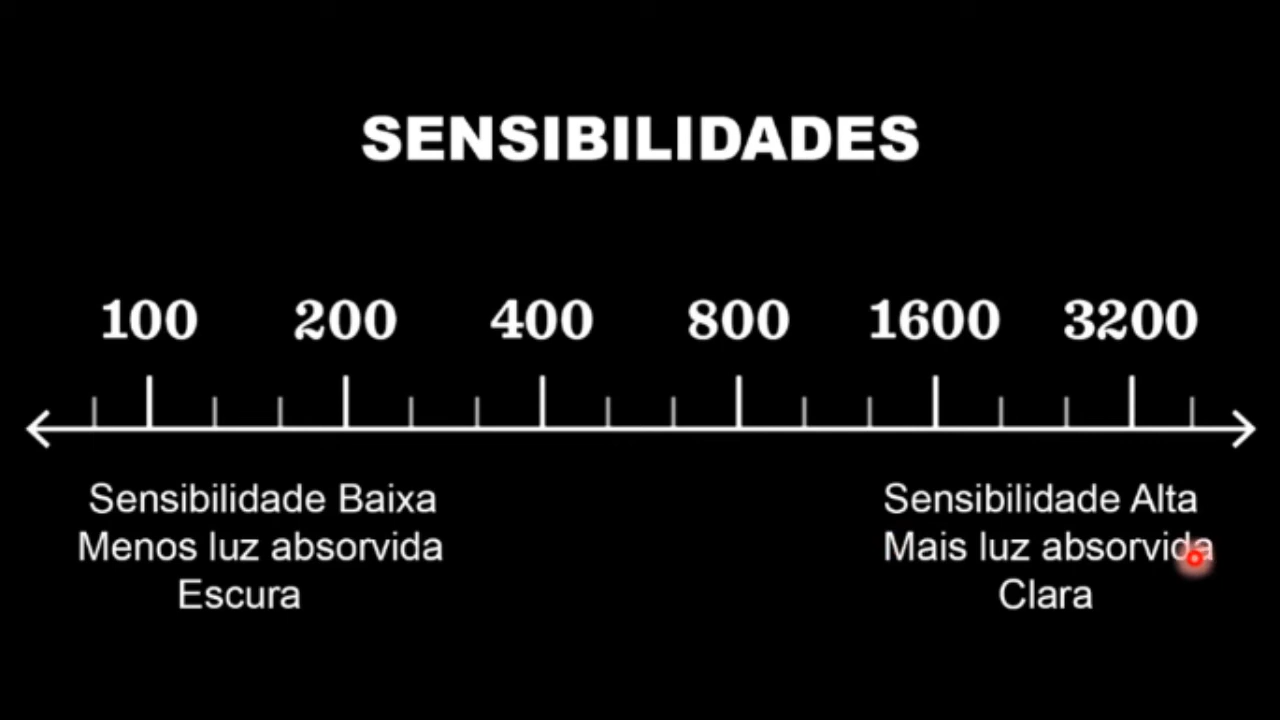 SENSIBILIDADES
100 200 400 800 1600 3200
Sensibilidade Baixa
Menos luz absorvida
Escura
Sensibilidade Alta
Mais luz absorvida
Clara